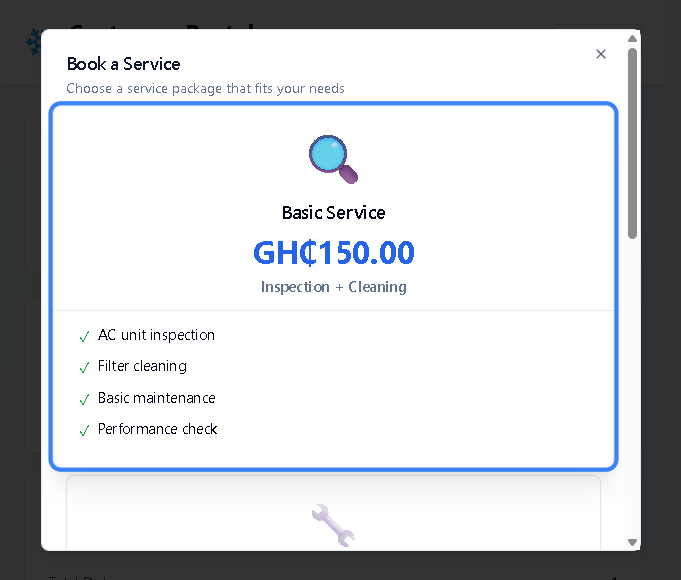 Book a Service
Choose a service package that fits your needs
Basic Service
GH₵150.00
Inspection + Cleaning
✓ AC unit inspection
✓ Filter cleaning
✓ Basic maintenance
✓ Performance check